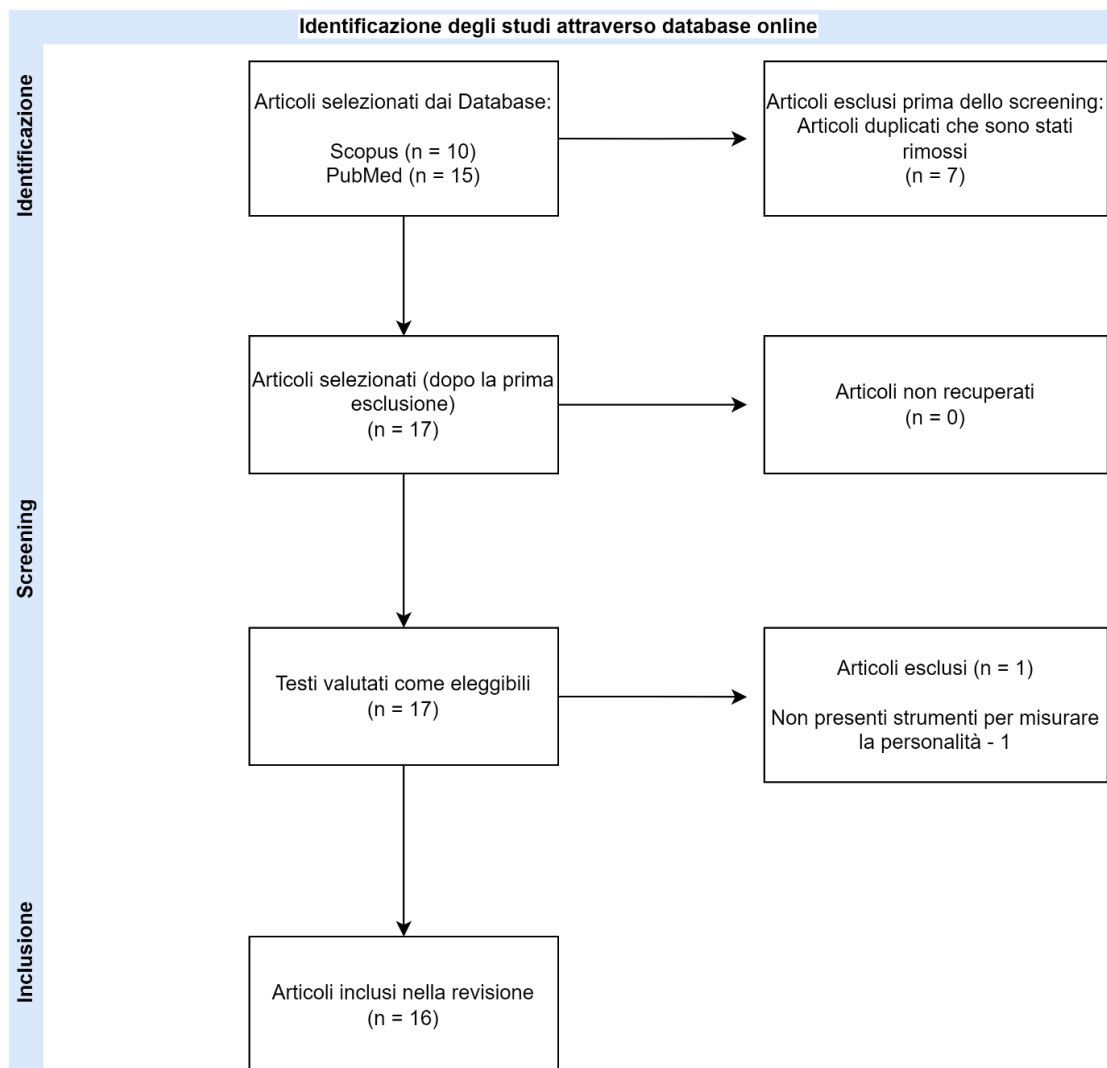 Identificazione degli studi attraverso database online
Identificazione
Articoli selezionati dai Database:
Scopus (n = 10)
PubMed (n = 15)
Articoli esclusi prima dello screening:
Articoli duplicati che sono stati
rimossi
(n = 7)
Screening
Articoli selezionati (dopo la prima
esclusione)
(n = 17)
Articoli non recuperati
(n = 0)
Testi valutati come eleggibili
(n = 17)
Articoli esclusi (n = 1)
Non presenti strumenti per misurare
la personalità - 1
Inclusione
Articoli inclusi nella revisione
(n = 16)